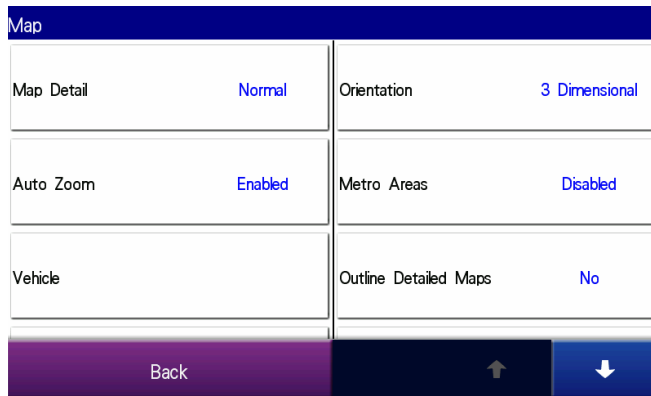 Map
Map Detail Normal
Orientation 3 Dimensional
Auto Zoom Enabled
Metro Areas Disabled
Vehicle
Outline Detailed Maps No
Back